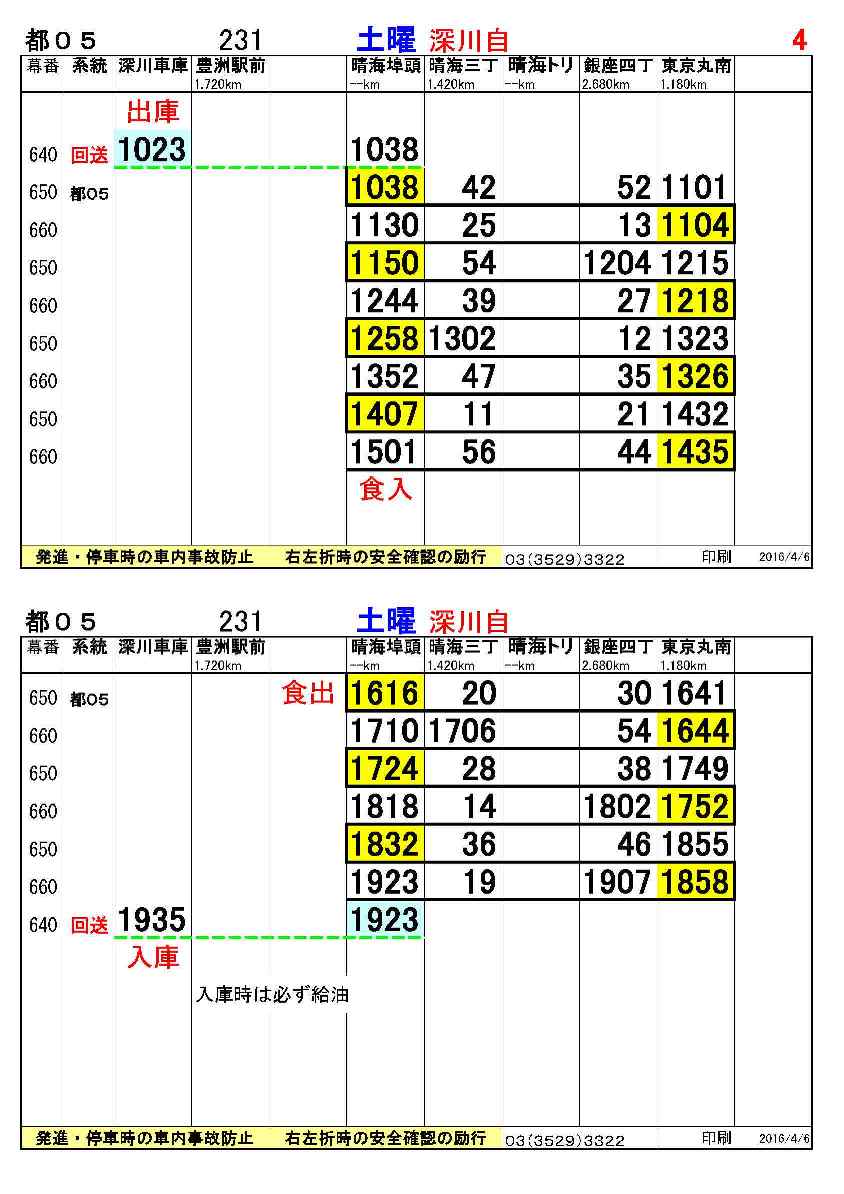 都０５ 231 土曜 深川自 4
幕番 系統 深川車庫 豊洲駅前 晴海埠頭 晴海三丁 晴海トリ 銀座四丁 東京丸南
1.720km --km 1.420km --km 2.680km 1.180km
出庫
640 回送 1023 1038
650 都05 1038 42 52 1101
660 1130 25 13 1104
650 1150 54 1204 1215
660 1244 39 27 1218
650 1258 1302 12 1323
660 1352 47 35 1326
650 1407 11 21 1432
660 1501 56 44 1435
食入
発進・停車時の車内事故防止 右左折時の安全確認の励行 03(3529)3322 印刷 2016/4/6
都０５ 231 土曜 深川自
幕番 系統 深川車庫 豊洲駅前 晴海埠頭 晴海三丁 晴海トリ 銀座四丁 東京丸南
1.720km --km 1.420km --km 2.680km 1.180km
650 都05 食出 1616 20 30 1641
660 1710 1706 54 1644
650 1724 28 38 1749
660 1818 14 1802 1752
650 1832 36 46 1855
660 1923 19 1907 1858
640 回送 1935 1923
入庫
入庫時は必ず給油
発進・停車時の車内事故防止 右左折時の安全確認の励行 03(3529)3322 印刷 2016/4/6